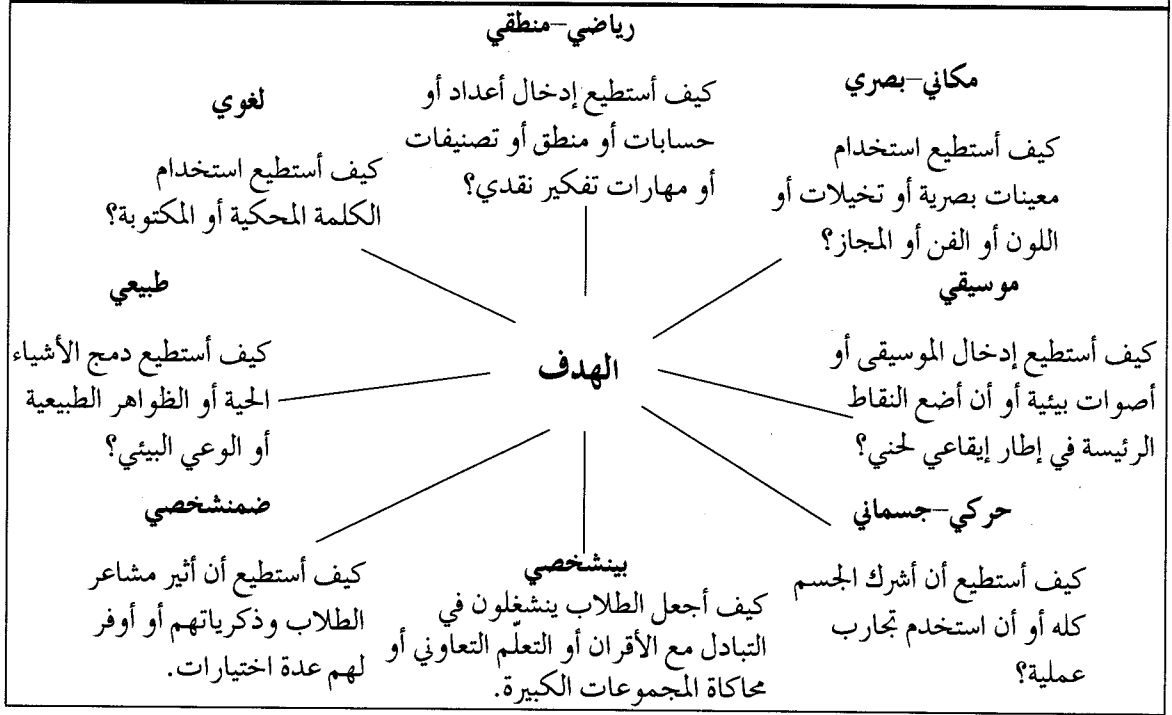 رياضي–منطقي
كيف أستطيع إدخال أعداد أو
حسابات أو منطق أو تصنيفات
أو مهارات تفكير نقدي؟
مكاني–بصري
كيف أستطيع استخدام
معينات بصرية أو تخيلات أو
اللون أو الفن أو المجاز؟
موسيقي
كيف أستطيع إدخال الموسيقى أو
أصوات بيئية أو أن أضع النقاط
الرئيسة في إطار إيقاعي لحني؟
حركي–جسماني
كيف أستطيع أن أشرك الجسم
كله أو أن استخدم تجارب
عملية؟
بينشخصي
كيف أجعل الطلاب ينشغلون في
التبادل مع الأقران أو التعلّم التعاوني أو
محاكاة المجموعات الكبيرة.
ضمنشخصي
كيف أستطيع أن أثير مشاعر
الطلاب وذكرياتهم أو أوفر
لهم عدة اختيارات.
طبيعي
كيف أستطيع دمج الأشياء
الحية أو الظواهر الطبيعية
أو الوعي البيئي؟
لغوي
كيف أستطيع استخدام
الكلمة المحكية أو المكتوبة؟
الهدف